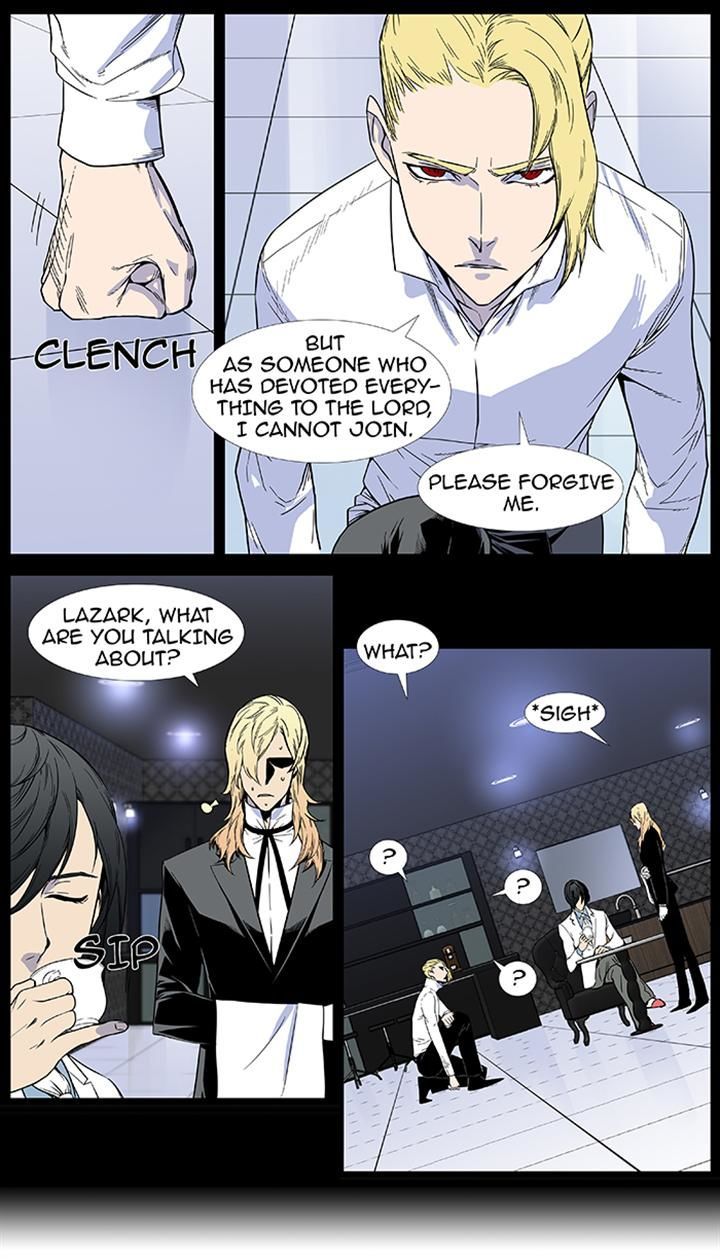 CLENCH
BUT
AS SOMEONE WHO
HAS DEVOTED EVERY-
THING TO THE LORD,
I CANNOT JOIN.
PLEASE FORGIVE
ME.
LAZARK, WHAT
ARE YOU TALKING
ABOUT?
SIP
WHAT?
*SIGH*
?
?
?